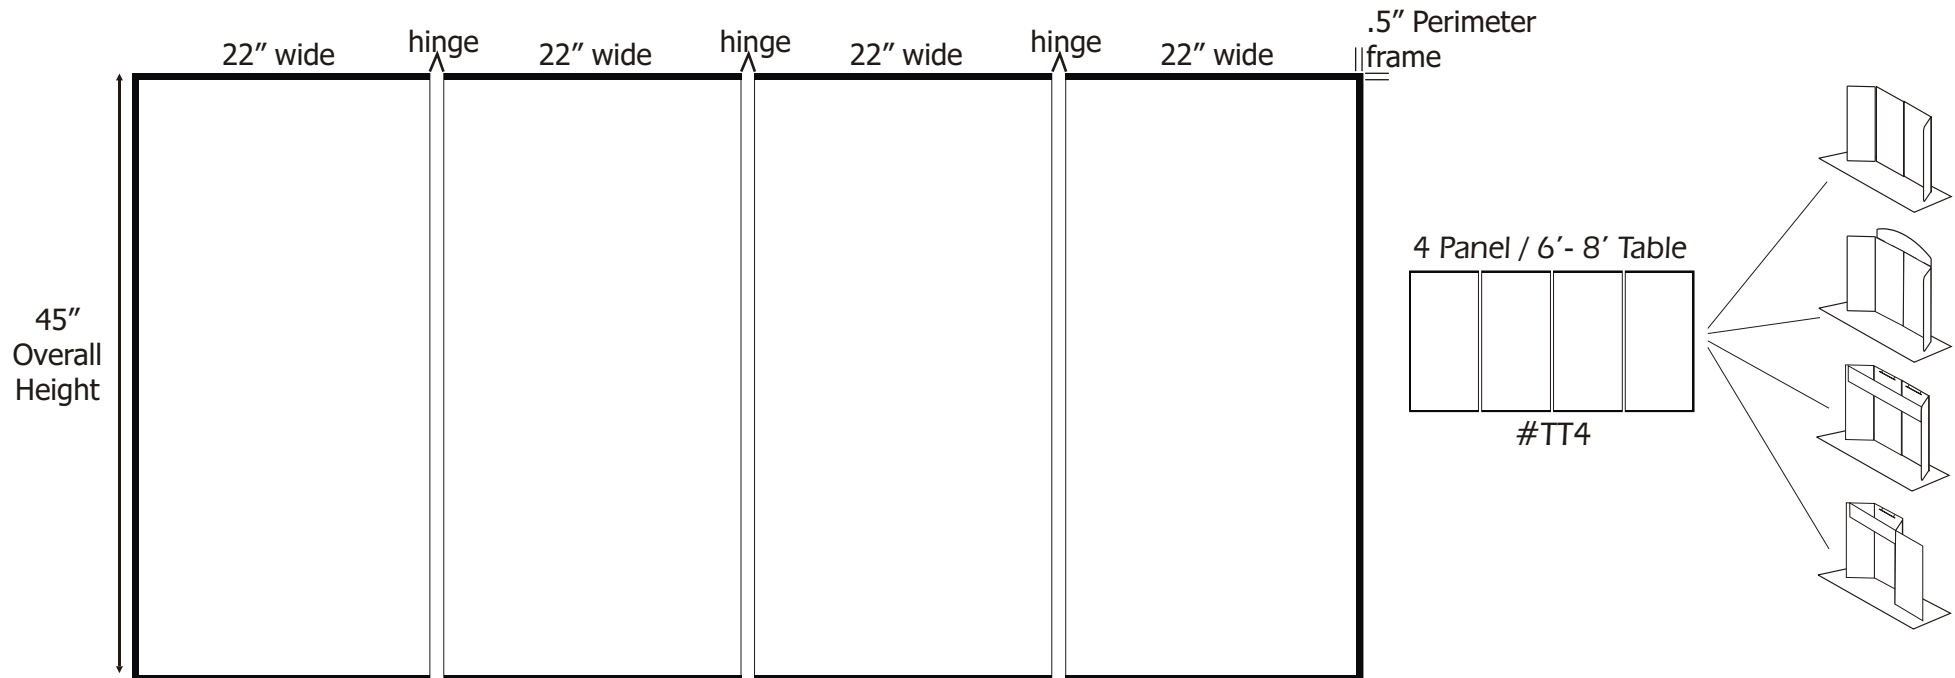 22” wide
hinge
22” wide
hinge
22” wide
hinge
22” wide
.5” Perimeter
frame
45”
Overall
Height
4 Panel / 6’- 8’ Table
#TT4